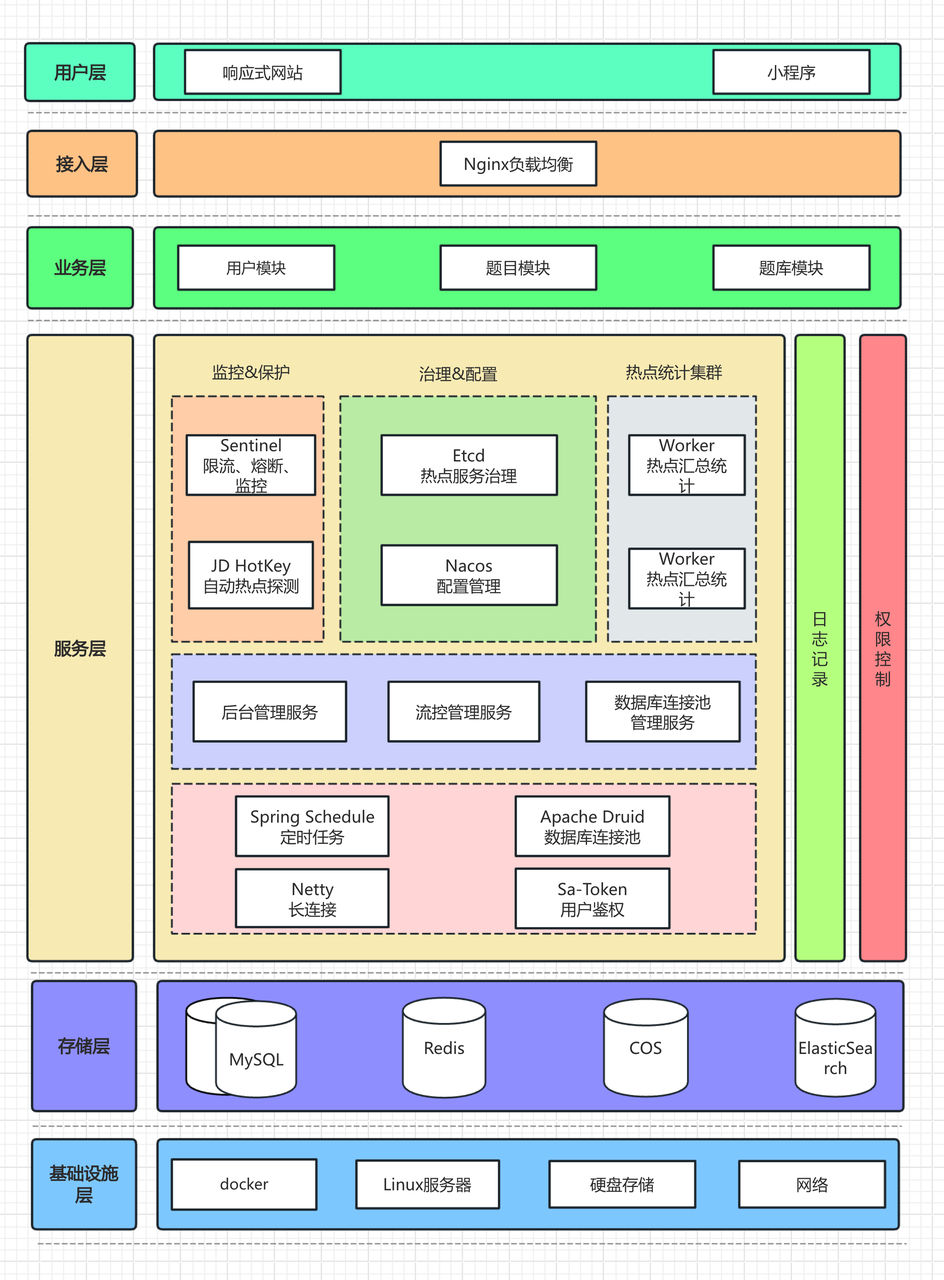 用户层
响应式网站
小程序
接入层
Nginx负载均衡
业务层
用户模块
题目模块
题库模块
服务层
监控&保护
治理&配置
热点统计集群
Sentinel
限流、熔断、
监控
Etcd
热点服务治理
Worker
热点汇总统
计
JD HotKey
自动热点探测
Nacos
配置管理
Worker
热点汇总统
计
后台管理服务
流控管理服务
数据库连接池
管理服务
Spring Schedule
定时任务
Apache Druid
数据库连接池
Netty
长连接
Sa-Token
用户鉴权
日志记录
权限控制
存储层
MySQL
Redis
COS
ElasticSea
rch
基础设施
层
docker
Linux服务器
硬盘存储
网络